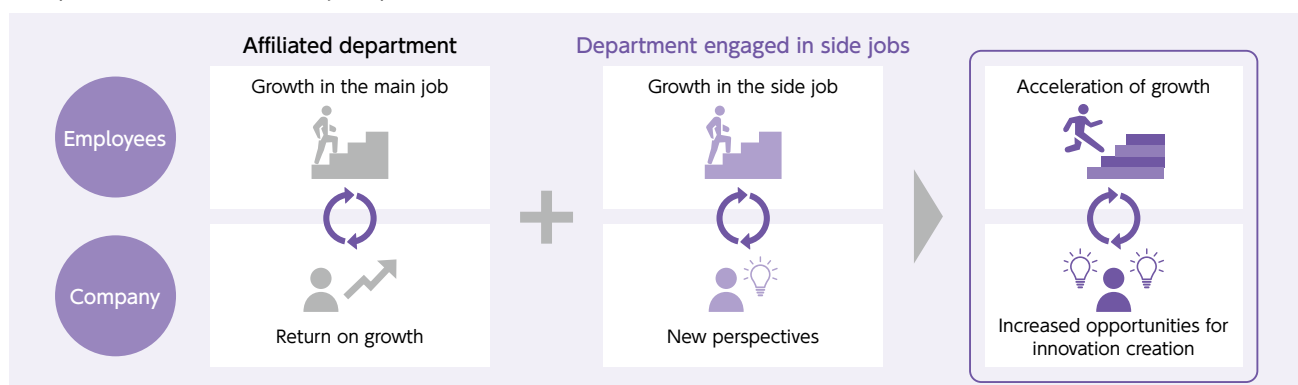 Affiliated department
Department engaged in side jobs
Employees
Growth in the main job
Growth in the side job
Acceleration of growth
Company
Return on growth
New perspectives
Increased opportunities for
innovation creation